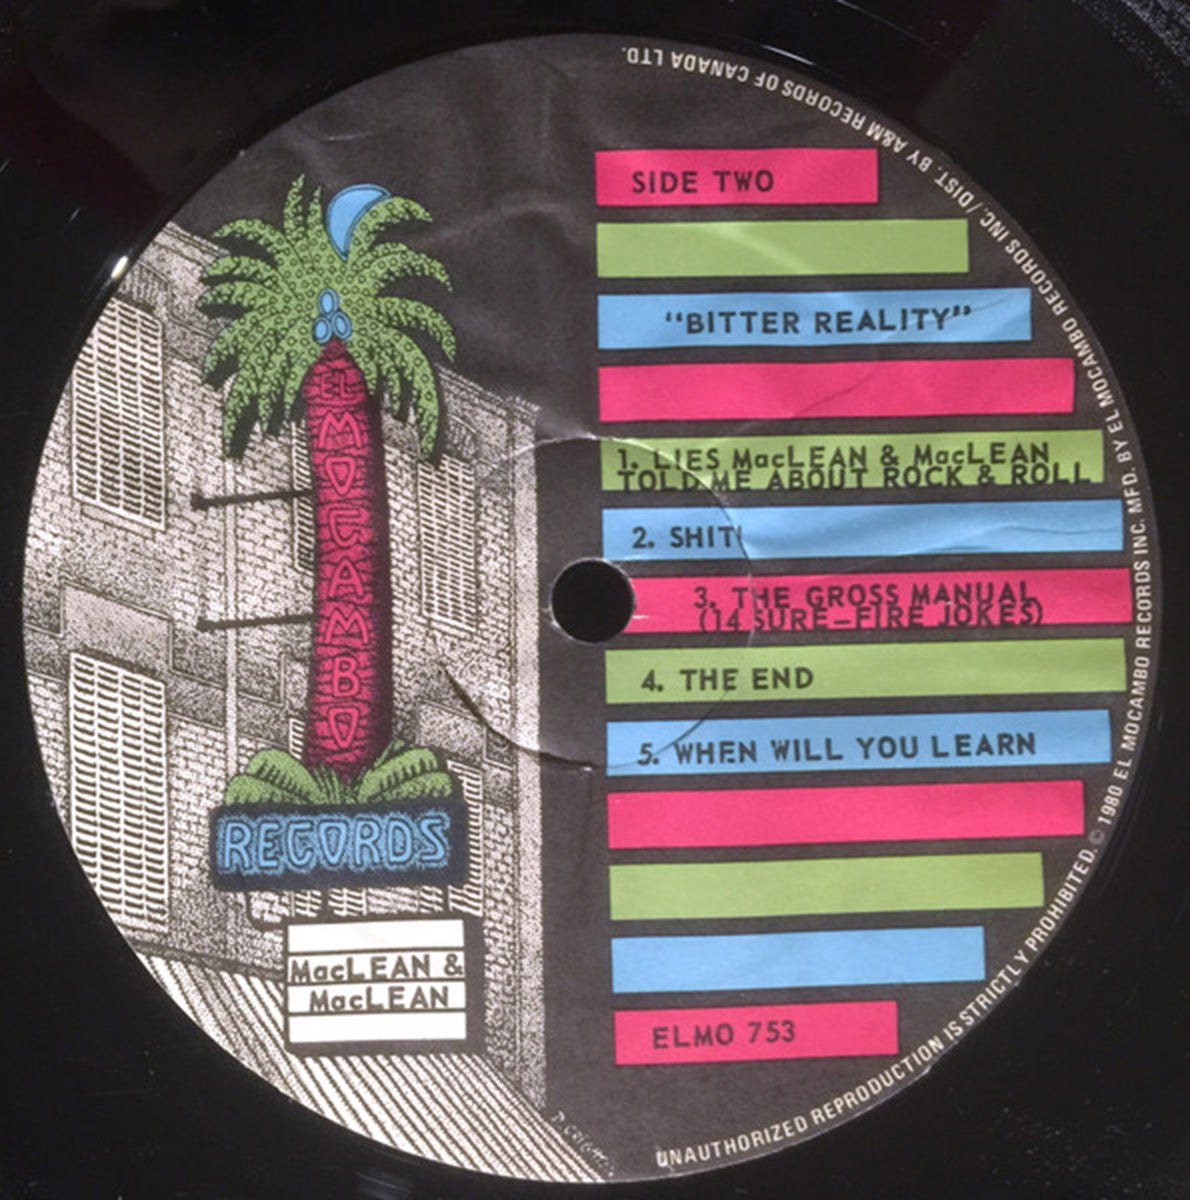 SIDE TWO
"BITTER REALITY"
1. LIES MacLEAN & MacLEAN
TOLD ME ABOUT ROCK & ROLL
2. SHIT!
3. THE GROSS MANUAL
(14 SURE-FIRE JOKES)
4. THE END
5. WHEN WILL YOU LEARN
ELMO 753
EL
MOCAMBO
RECORDS
MacLEAN &
MacLEAN
UNAUTHORIZED REPRODUCTION IS STRICTLY PROHIBITED. © 1980 EL MOCAMBO RECORDS INC. MFD. BY EL MOCAMBO RECORDS INC. / DIST. BY A&M RECORDS OF CANADA LTD.